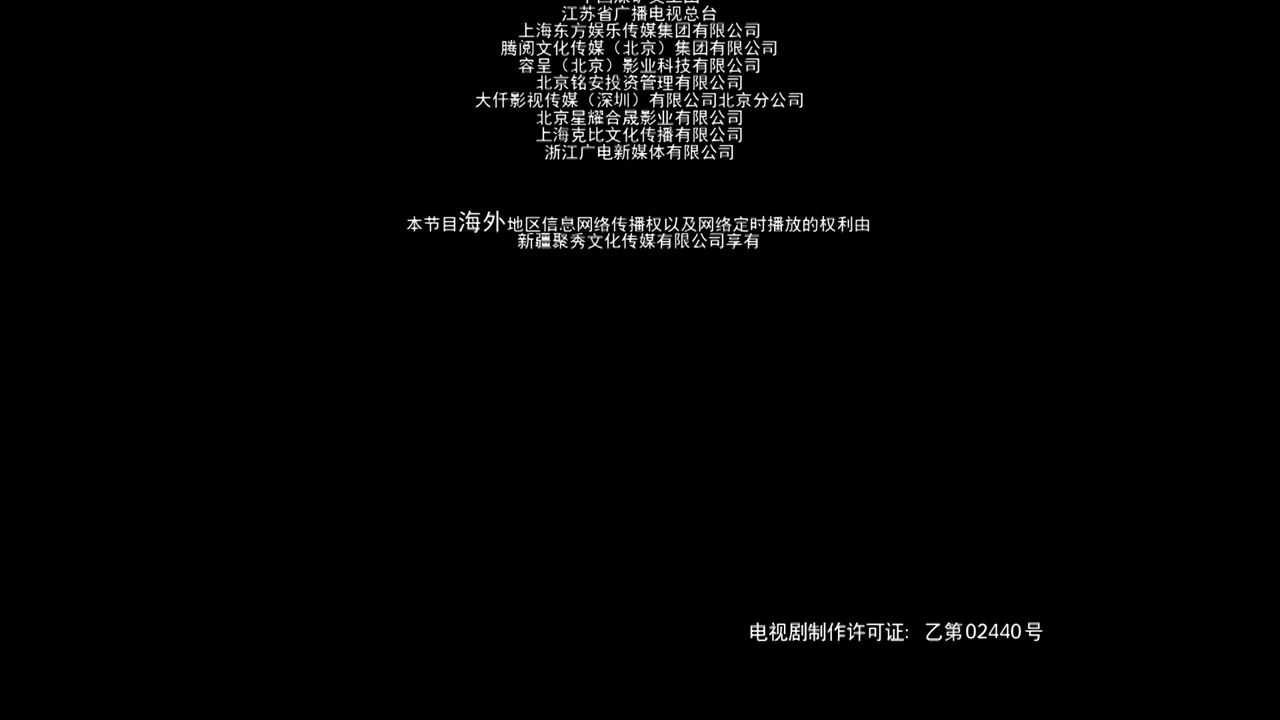 江苏省广播电视总台
上海东方娱乐传媒集团有限公司
腾阅文化传媒（北京）集团有限公司
容呈（北京）影业科技有限公司
北京铭安投资管理有限公司
大仟影视传媒（深圳）有限公司北京分公司
北京星耀合晟影业有限公司
上海克比文化传播有限公司
浙江广电新媒体有限公司
本节目海外地区信息网络传播权以及网络定时播放的权利由
新疆聚秀文化传媒有限公司享有
电视剧制作许可证: 乙第02440号